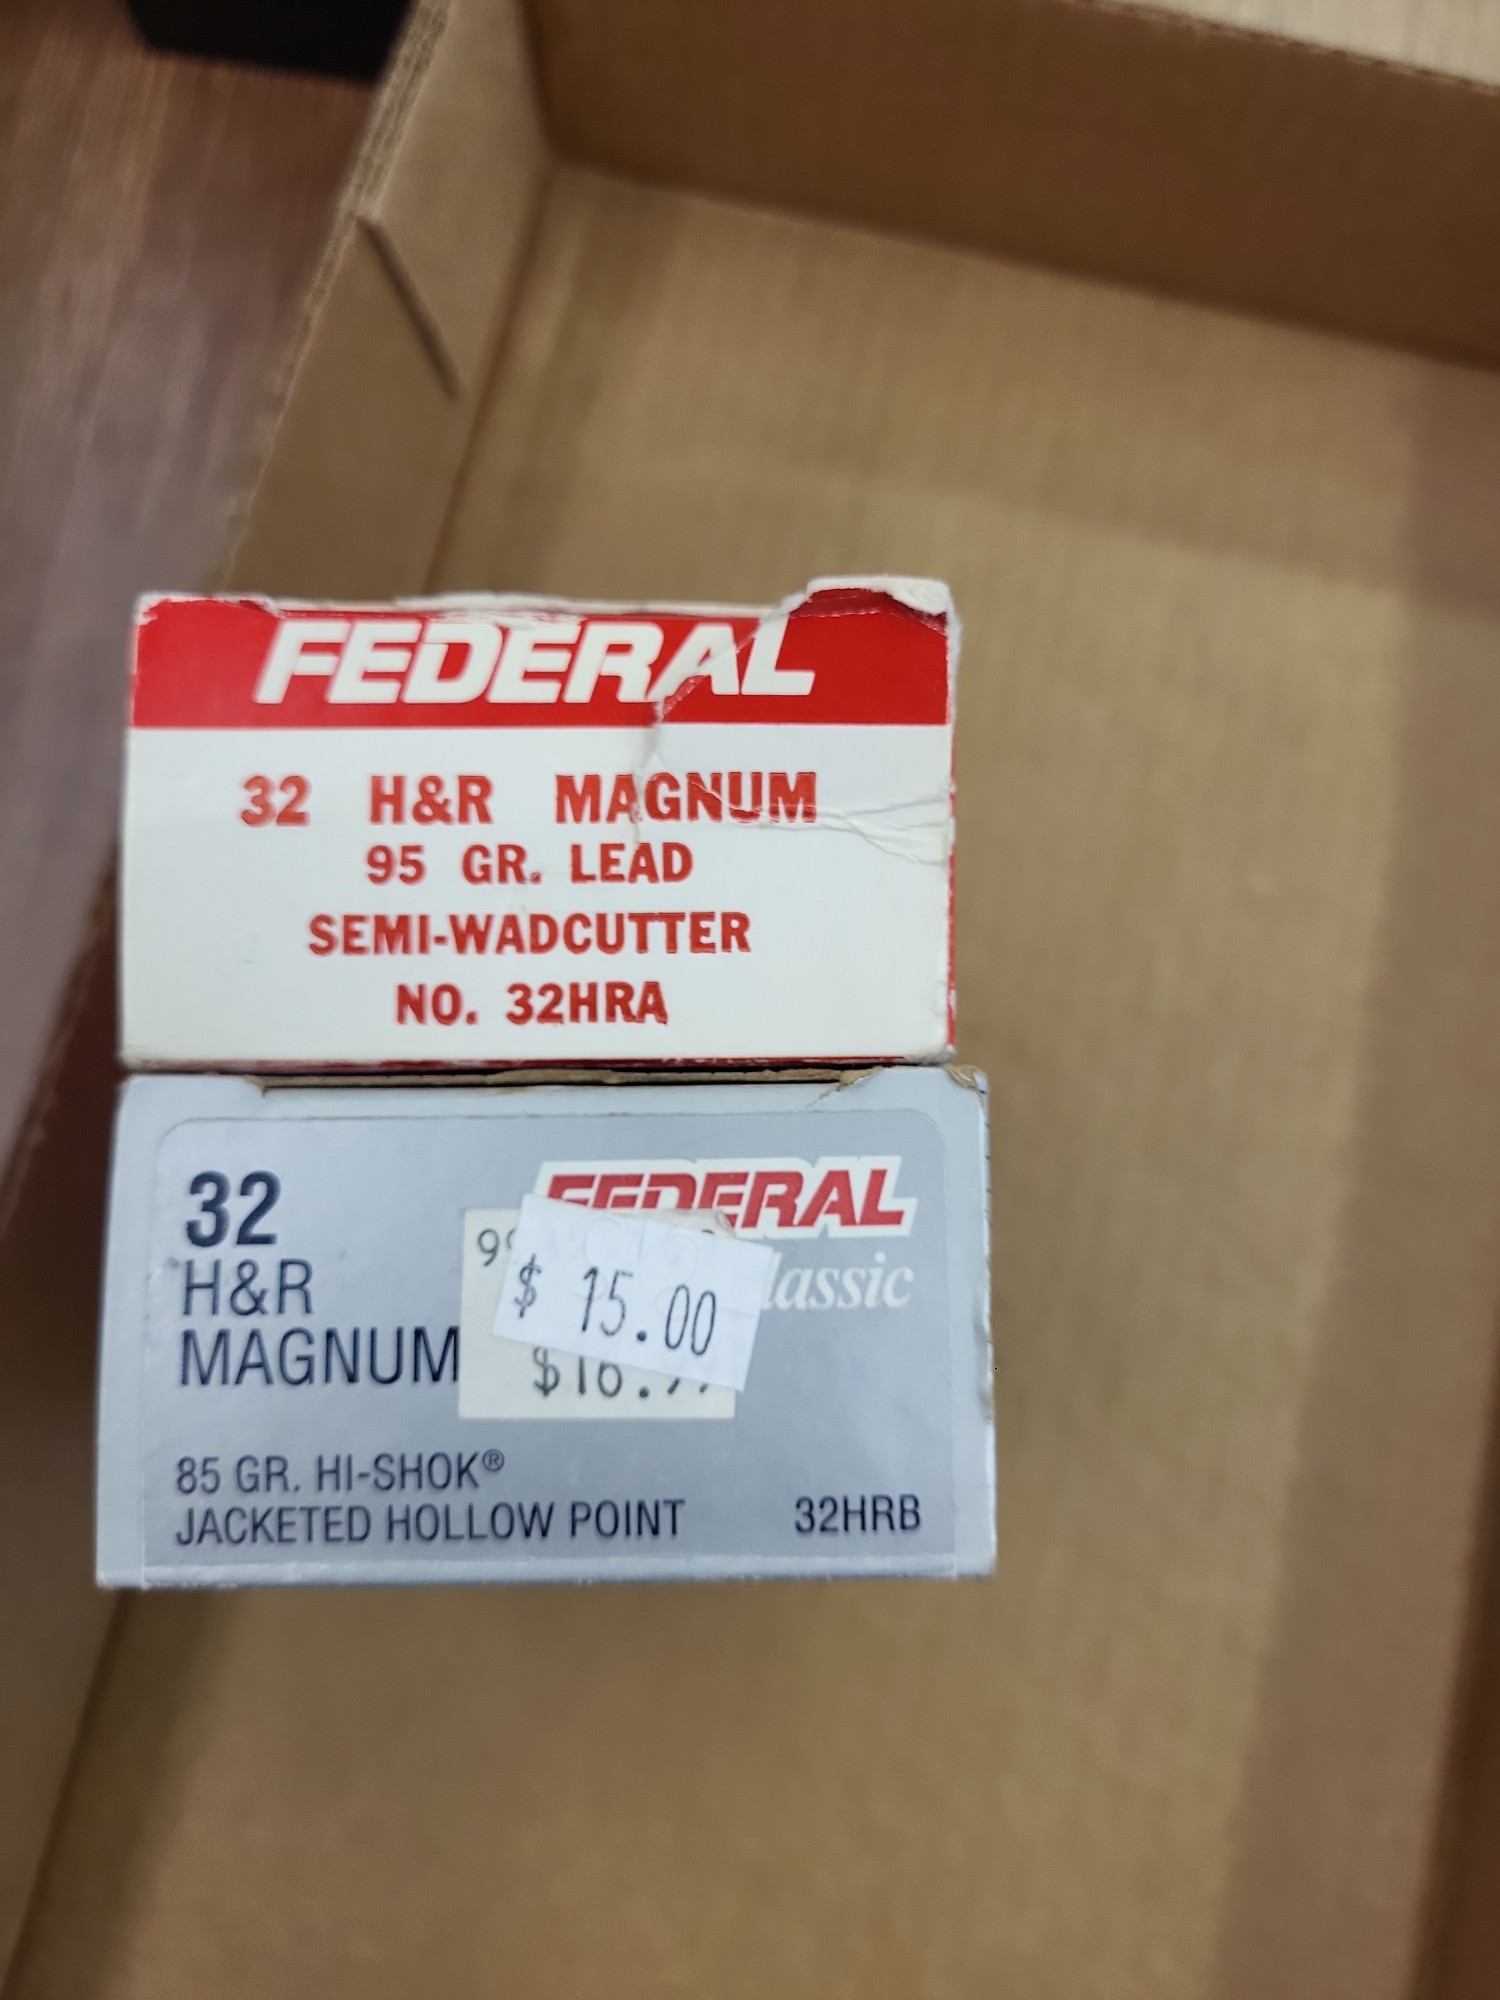 FEDERAL
32 H&R MAGNUM
95 GR. LEAD
SEMI-WADCUTTER
NO. 32HRA
32
H&R
MAGNUM
FEDERAL
lassic
$ 15.00
85 GR. HI-SHOK®
JACKETED HOLLOW POINT
32HRB